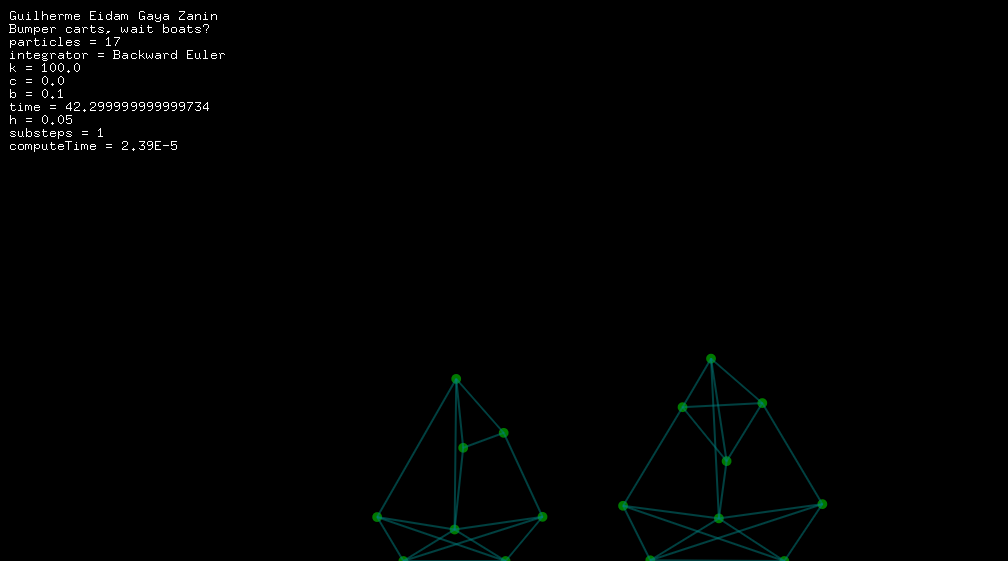 Guilherme Eidam Gaya Zanin
Bumper carts, wait boats?
particles = 17
integrator = Backward Euler
k = 100.0
c = 0.0
b = 0.1
time = 42.299999999999734
h = 0.05
substeps = 1
computeTime = 2.39E-5